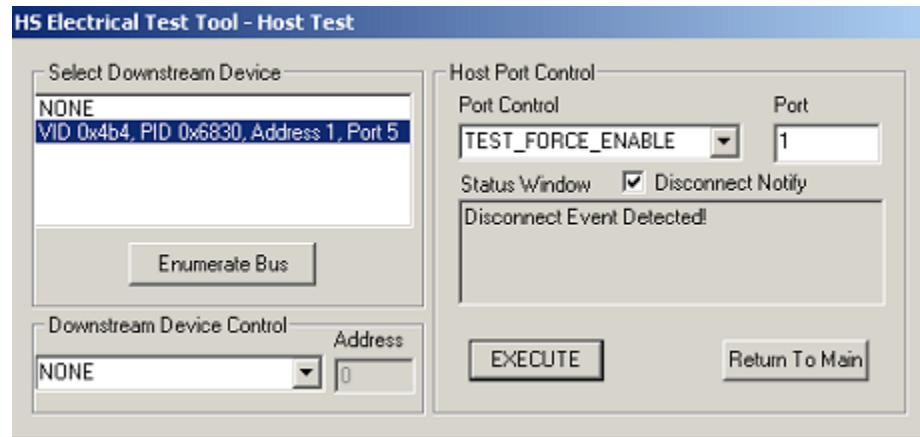 HS Electrical Test Tool - Host Test
Select Downstream Device
NONE
VID 0x4b4, PID 0x6830, Address 1, Port 5
Enumerate Bus
Downstream Device Control
Address
NONE
0
Host Port Control
Port Control
Port
TEST_FORCE_ENABLE
1
Status Window
Disconnect Notify
Disconnect Event Detected!
EXECUTE
Return To Main